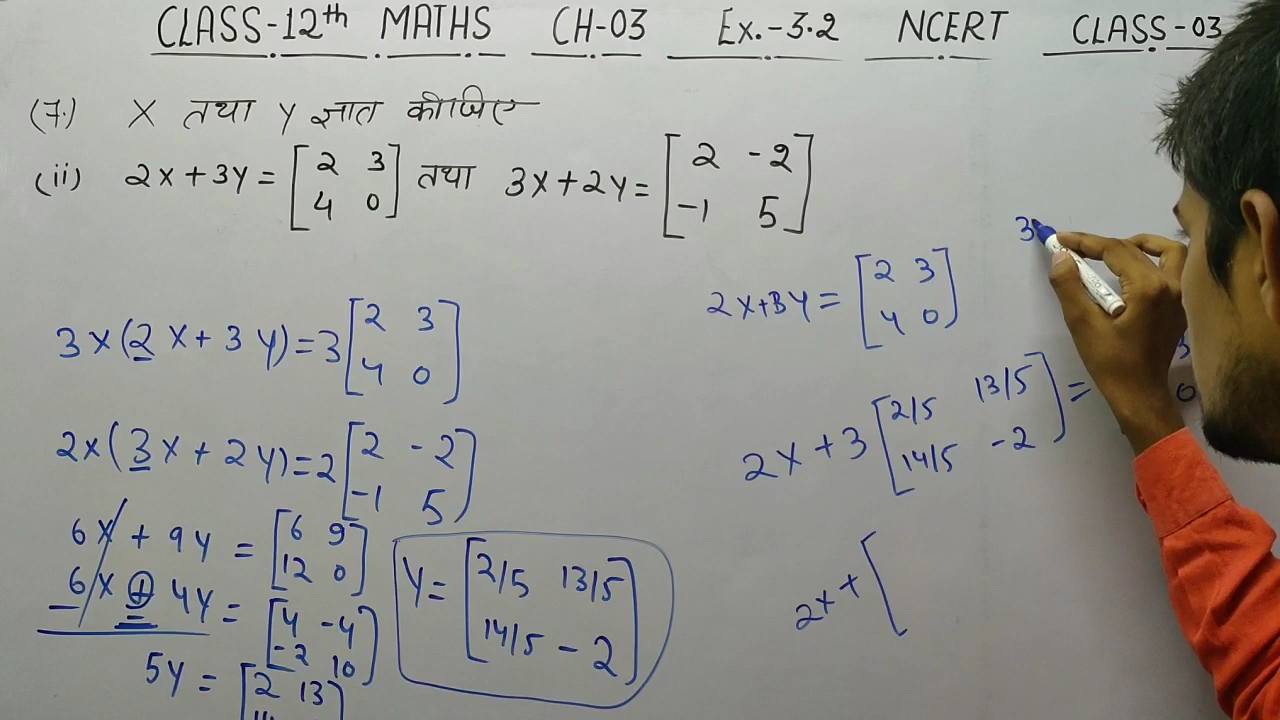 CLASS-12th MATHS CH-03 Ex.-3.2 NCERT CLASS-03
(7.) X तथा Y ज्ञात कीजिए
(ii) 2X+3Y = [2 3
4 0] तथा 3X+2Y = [2 -2
-1 5]
3×(2X+3Y)=3[2 3
4 0]
2×(3X+2Y)=2[2 -2
-1 5]
6X + 9Y = [6 9
12 0]
6X + 4Y = [4 -4
-2 10]
5Y = [2 13
Y = [2/5 13/5
14/5 -2]
2X+3Y = [2 3
4 0]
2X+3[2/5 13/5
14/5 -2] =
2X+[
3
0